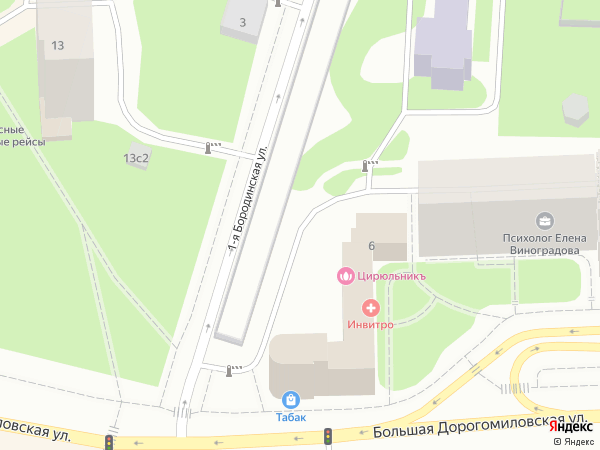 3
13
сные
ые рейсы
13с2
1-я Бородинская ул.
6
Психолог Елена
Виноградова
Цирюльникъ
Инвитро
Табак
ловская ул.
Большая Дорогомиловская ул.
Яндекс
© Яндекс